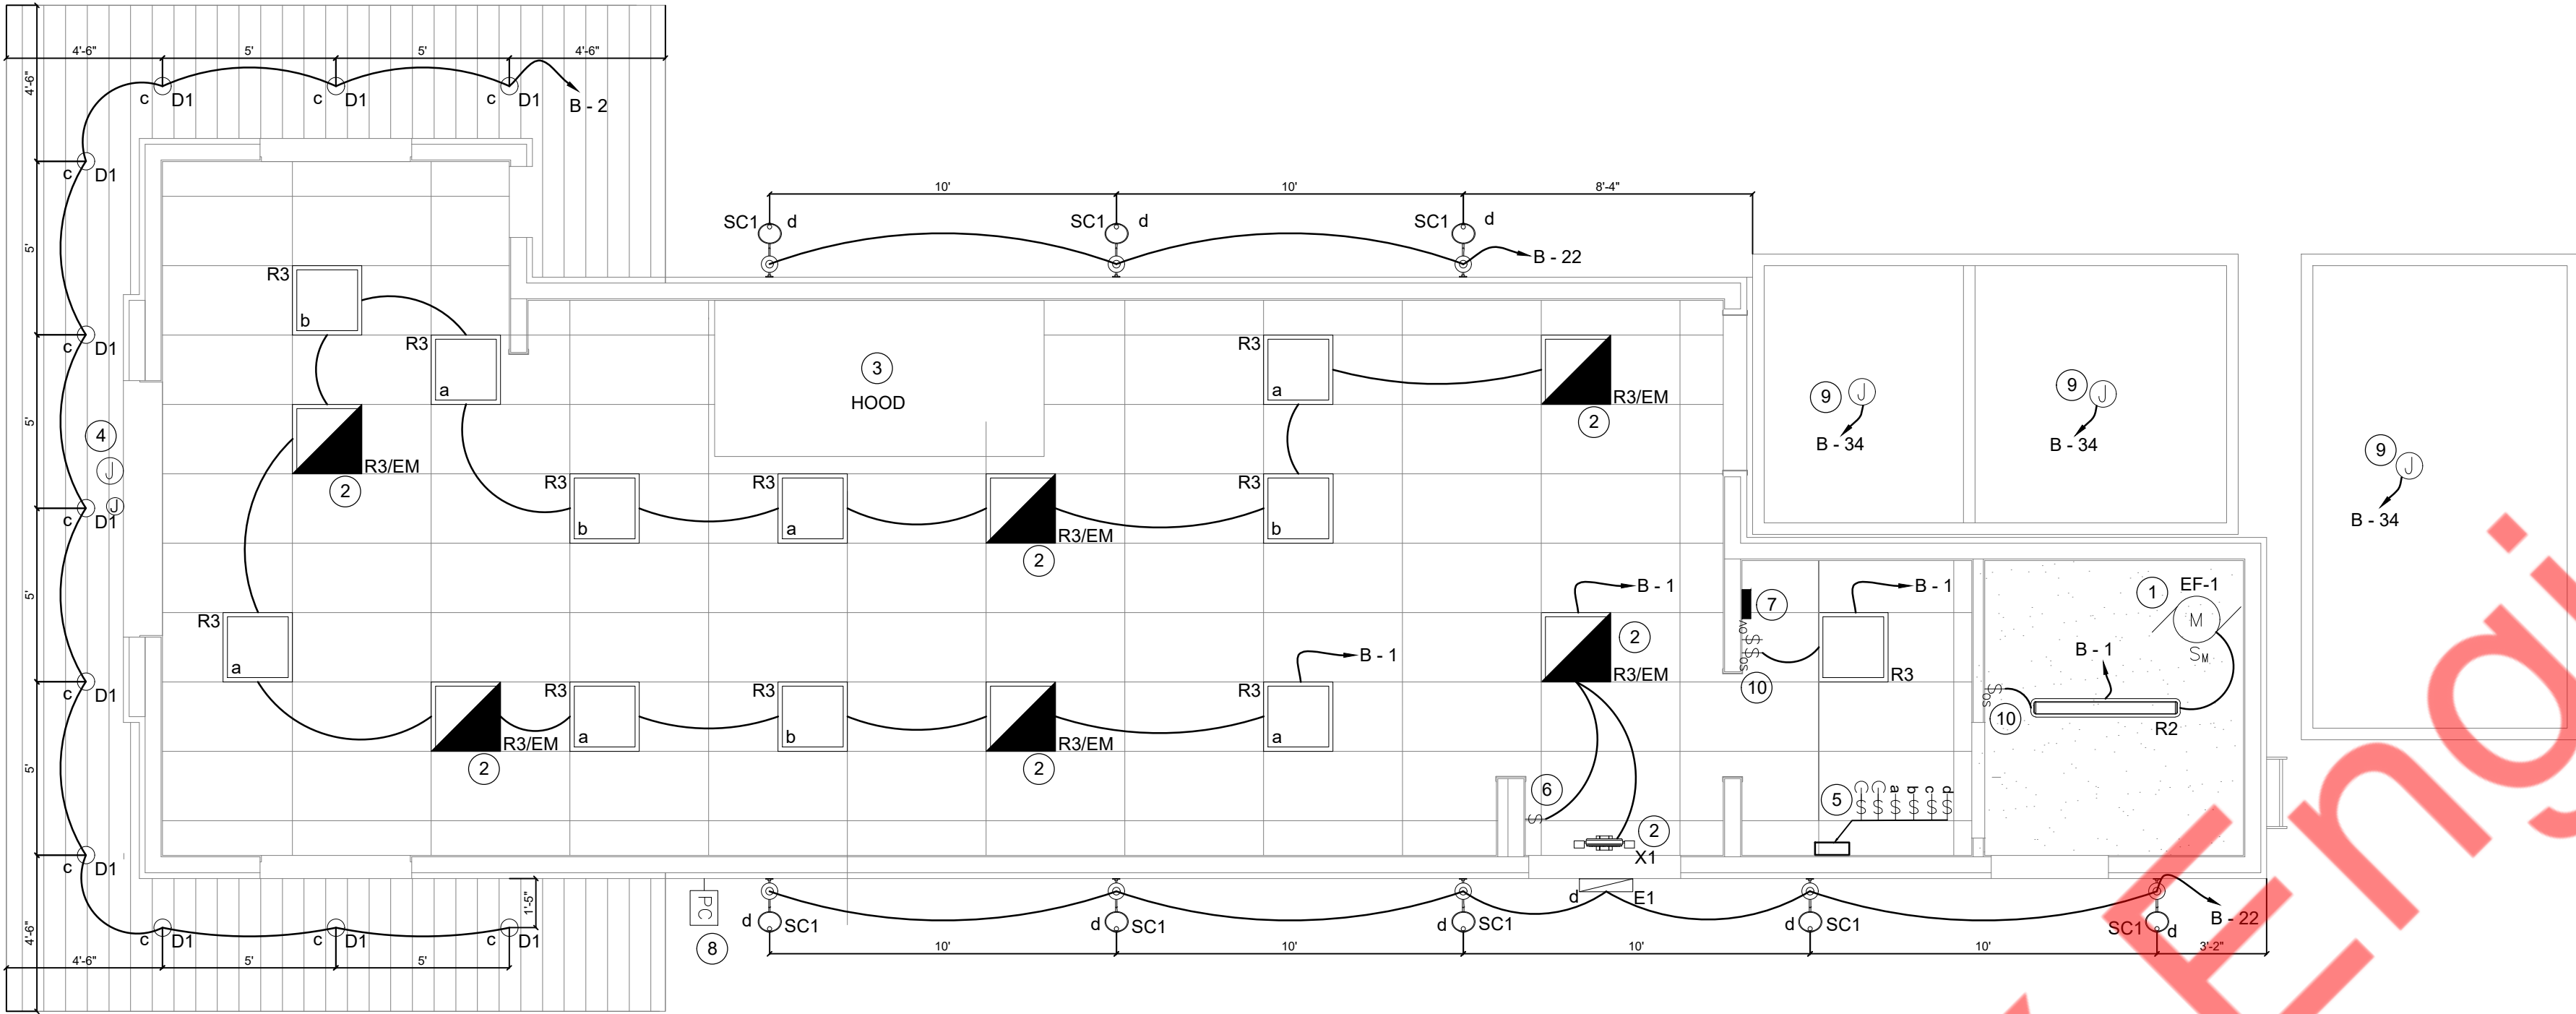 4'-6" 5' 5' 4'-6"
4'-6"
c D1 c D1 c D1
B - 2
c D1
5'
10' 10' 8'-4"
SC1 d SC1 d SC1 d
B - 22
R3
b
R3
a
c D1
R3
a
3
HOOD
R3/EM
2
9 J
B - 34
9 J
B - 34
9 J
B - 34
5'
4
J
J
R3/EM
2
R3
b
R3
a
R3/EM
2
R3
b
c D1
5'
B - 1
2
R3/EM
7
OS
$
$
OS
10
B - 1
R3
1 EF-1
M
SM
B - 1
S
OS
10
R2
R3
a
B - 1
c D1
R3/EM
2
R3
a
R3
b
R3/EM
2
R3
a
5'
6
S
2
X1
5
a b c d
c D1
4'-6"
1'-5"
c D1 c D1 c D1
PC
8
d SC1 d SC1 d SC1 d E1 d SC1 SC1 d
B - 22
4'-6" 5' 5'
10' 10' 10' 10' 3'-2"
Engi